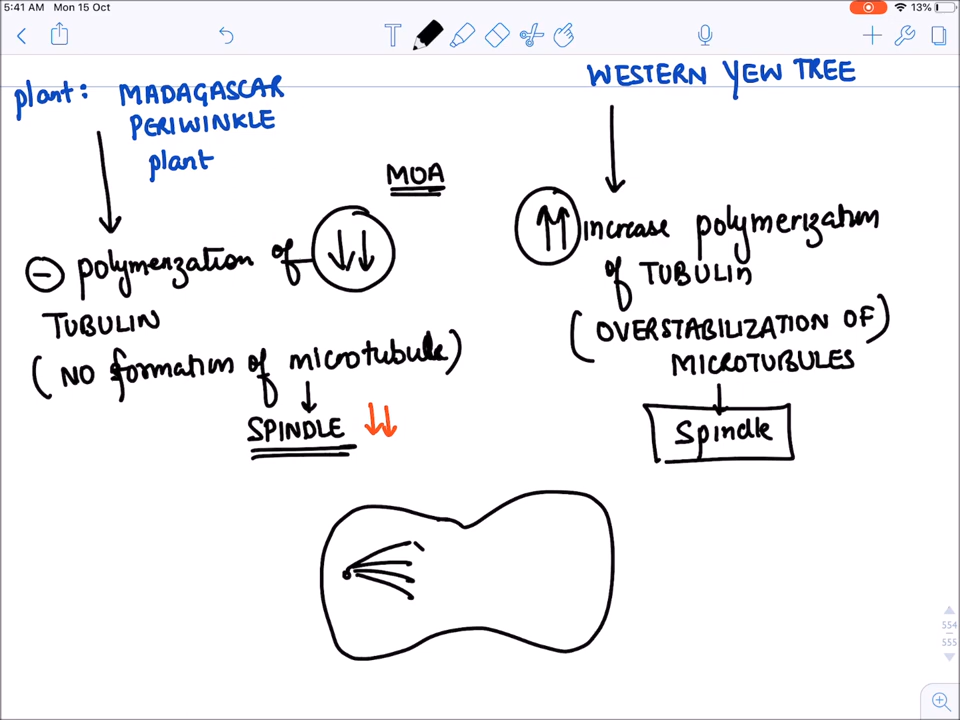 5:41 AM Mon 15 Oct
13%
T
plant: MADAGASCAR
PERIWINKLE
plant
WESTERN YEW TREE
MOA
polymerization of
TUBULIN
(NO formation of microtubule)
SPINDLE
increase polymerization
of TUBULIN
(OVERSTABILIZATION OF)
MICROTUBULES
Spindle
554
555